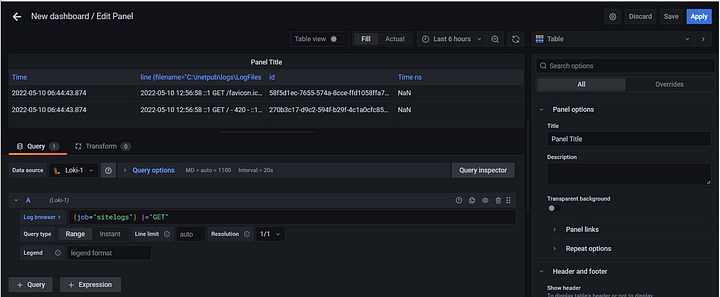 New dashboard / Edit Panel
Discard
Save
Apply
Table view
Fill
Actual
Last 6 hours
Table
Panel Title
Time
line {filename="C:\inetpub\logs\LogFiles
id
Time ns
2022-05-10 06:44:43.874
2022-05-10 12:56:58 ::1 GET /favicon.ic...
58f5d1ec-7655-574a-8cce-ffd1058ffa7...
NaN
2022-05-10 06:44:43.874
2022-05-10 12:56:58 ::1 GET / - 420 - ::1...
270b3c17-d9c2-594f-b29f-4c1a0cfc85...
NaN
Search options
All
Overrides
Panel options
Title
Panel Title
Description
Transparent background
Panel links
Repeat options
Header and footer
Show header
To display table's header or not to display
Query 1
Transform 0
Data source
Loki-1
Query options
MD = auto = 1100
Interval = 20s
Query inspector
A
(Loki-1)
Log browser
{job="sitelogs"} |="GET"
Query type
Range
Instant
Line limit
auto
Resolution
1/1
Legend
legend format
+ Query
+ Expression